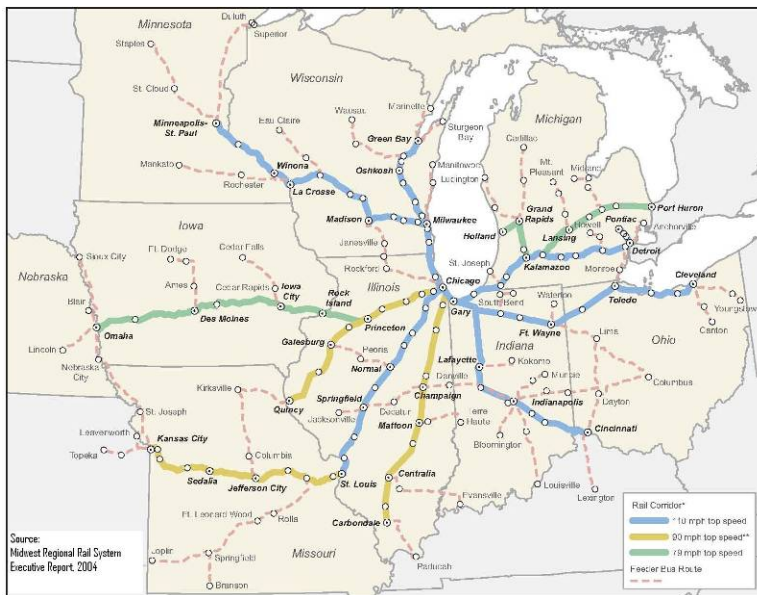 Duluth
Minnesota
Superior
Staples
Wisconsin
St. Cloud
Marinette
Wausau
Eau Claire
Minneapolis-
St. Paul
Green Bay
Sturgeon
Bay
Michigan
Cadillac
Mankato
Winona
Oshkosh
Manitowoc
Ludington
Mt.
Pleasant
Midland
Rochester
La Crosse
Grand
Rapids
Port Huron
Iowa
Madison
Milwaukee
Holland
Lansing
Howell
Pontiac
Anchorville
Ft. Dodge
Cedar Falls
Janesville
Detroit
Sioux City
Rockford
St. Joseph
Kalamazoo
Monroe
Nebraska
Ames
Cedar Rapids
Iowa
City
Rock
Island
Illinois
Chicago
South Bend
Cleveland
Blair
Gary
Waterloo
Toledo
Youngstown
Des Moines
Princeton
Ft. Wayne
Lima
Canton
Omaha
Galesburg
Indiana
Ohio
Lincoln
Peoria
Normal
Lafayette
Kokomo
Nebraska
City
Kirksville
Danville
Muncie
Columbus
Quincy
Springfield
Champaign
St. Joseph
Jacksonville
Decatur
Indianapolis
Dayton
Leavenworth
Mattoon
Terre
Haute
Kansas City
Bloomington
Cincinnati
Topeka
Columbia
Sedalia
Jefferson City
St. Louis
Centralia
Louisville
Evansville
Lexington
Ft. Leonard Wood
Rolla
Carbondale
Rail Corridor*
110 mph top speed
90 mph top speed**
79 mph top speed
Feeder Bus Route
Source:
Midwest Regional Rail System
Executive Report, 2004
Joplin
Springfield
Missouri
Branson
Paducah